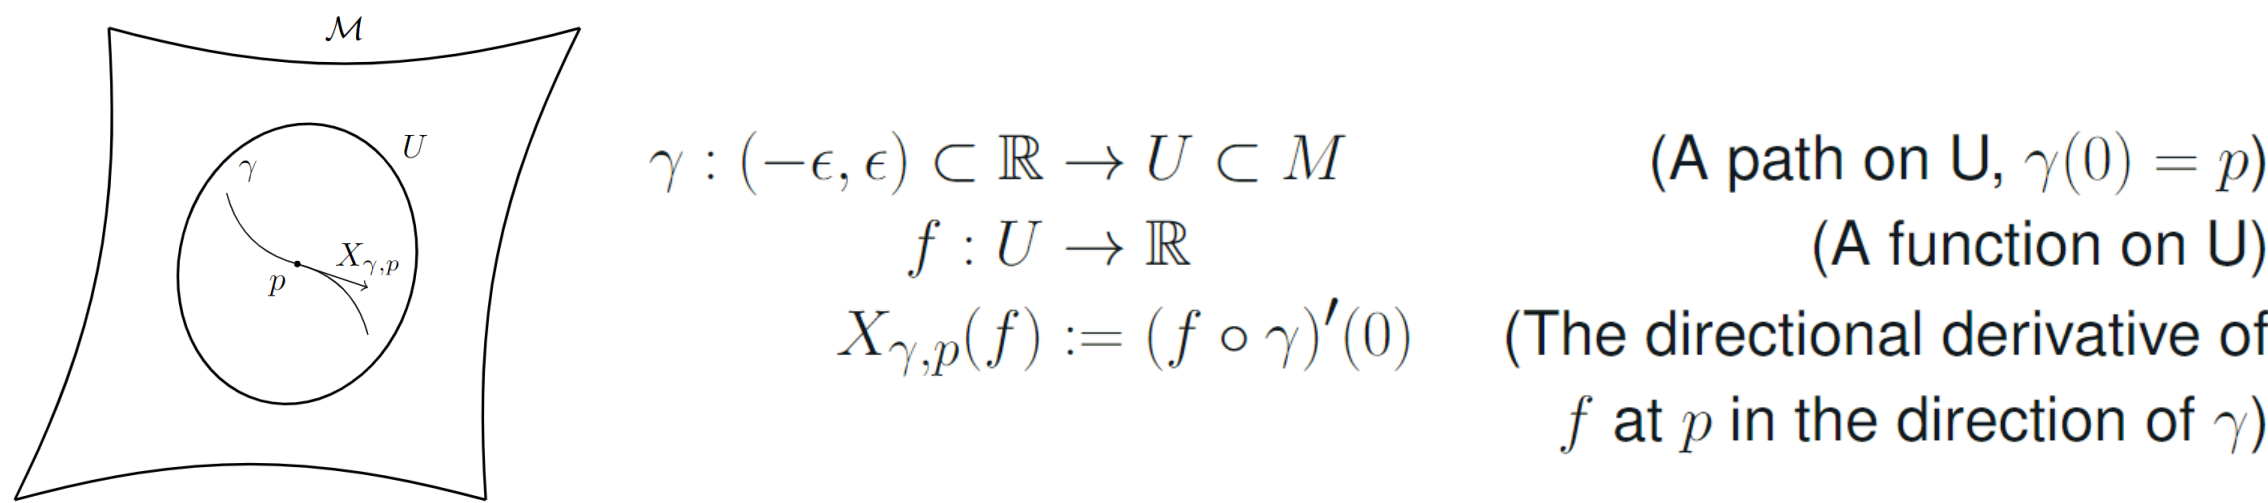 ℳ
U
γ
X_{γ,p}
p
γ : (−ϵ, ϵ) ⊂ ℝ → U ⊂ M (A path on U, γ(0) = p)
f : U → ℝ (A function on U)
X_{γ,p}(f) := (f ∘ γ)′(0) (The directional derivative of
f at p in the direction of γ)